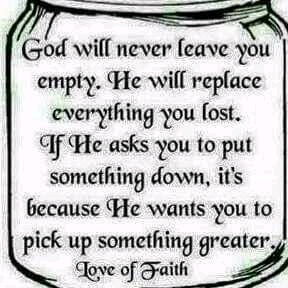 God will never leave you
empty. He will replace
everything you lost.
If He asks you to put
something down, it's
because He wants you to
pick up something greater.
Love of Faith